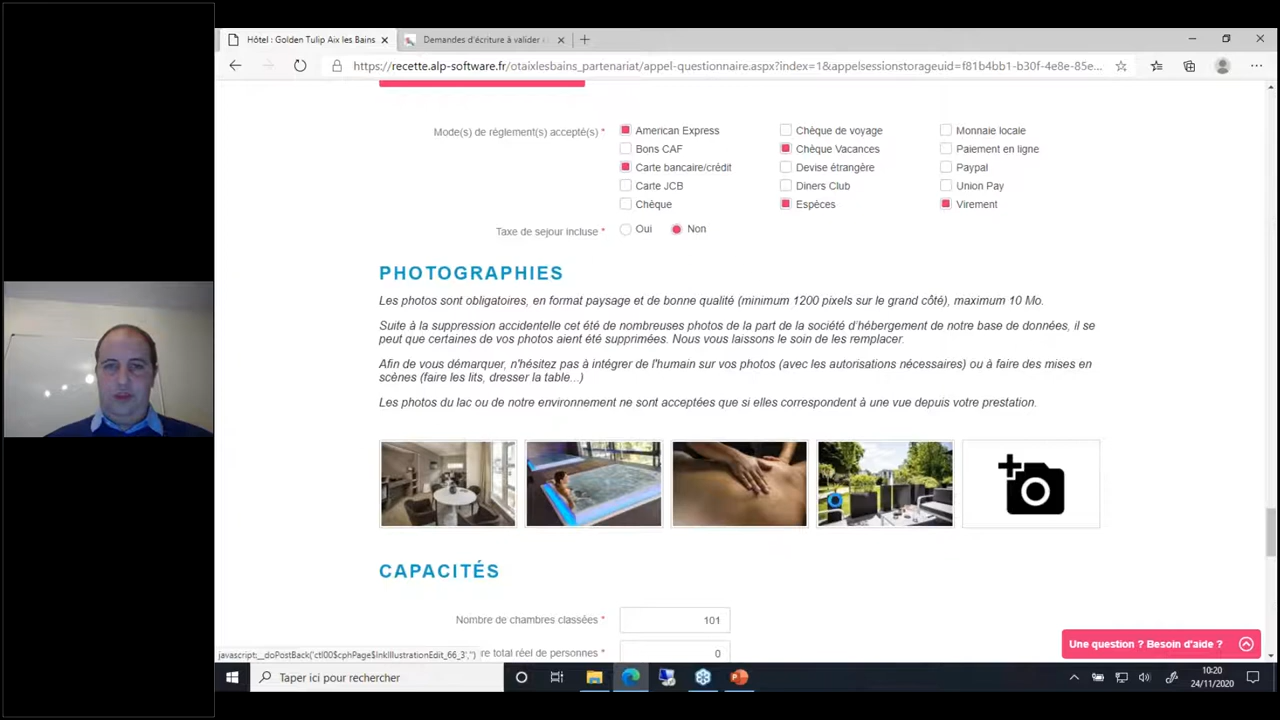 Hôtel : Golden Tulip Aix les Bains
Demandes d'écriture à valider
https://recette.alp-software.fr/otaixlesbains_partenariat/appel-questionnaire.aspx?index=1&appelsessionstorageuid=f81b4bb1-b30f-4e8e-85e...
Mode(s) de règlement(s) accepté(s) *
American Express
Chèque de voyage
Monnaie locale
Bons CAF
Chèque Vacances
Paiement en ligne
Carte bancaire/crédit
Devise étrangère
Paypal
Carte JCB
Diners Club
Union Pay
Chèque
Espèces
Virement
Taxe de sejour incluse *
Oui
Non
PHOTOGRAPHIES
Les photos sont obligatoires, en format paysage et de bonne qualité (minimum 1200 pixels sur le grand côté), maximum 10 Mo.
Suite à la suppression accidentelle cet été de nombreuses photos de la part de la société d'hébergement de notre base de données, il se
peut que certaines de vos photos aient été supprimées. Nous vous laissons le soin de les remplacer.
Afin de vous démarquer, n'hésitez pas à intégrer de l'humain sur vos photos (avec les autorisations nécessaires) ou à faire des mises en
scènes (faire les lits, dresser la table...)
Les photos du lac ou de notre environnement ne sont acceptées que si elles correspondent à une vue depuis votre prestation.
CAPACITÉS
Nombre de chambres classées *
101
Une question ? Besoin d'aide ?
javascript:__doPostBack('ctl00$cphPage$lnkIllustrationEdit_66_3','')
re total réel de personnes *
0
Taper ici pour rechercher
10:20
24/11/2020